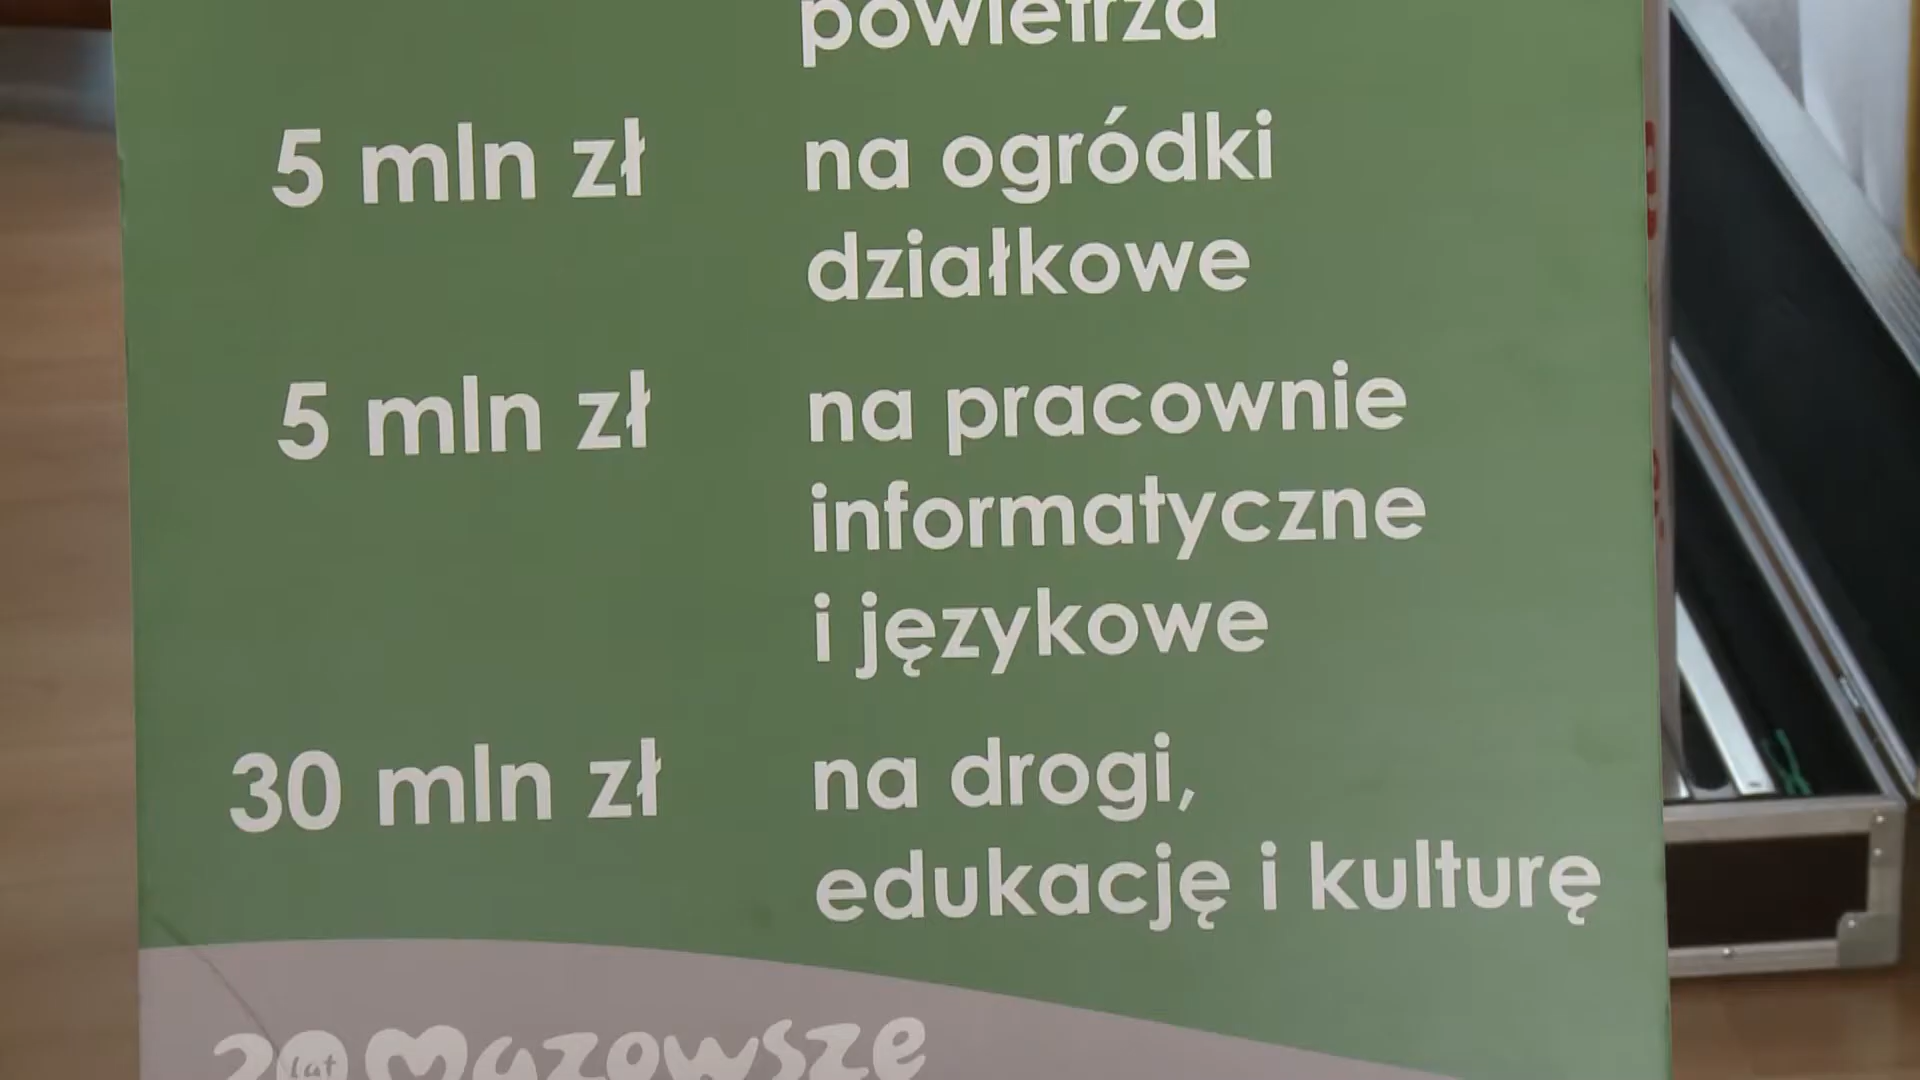 powietrza
5 mln zł na ogródki
działkowe
5 mln zł na pracownie
informatyczne
i językowe
30 mln zł na drogi,
edukację i kulturę
20 lat Mazowsze